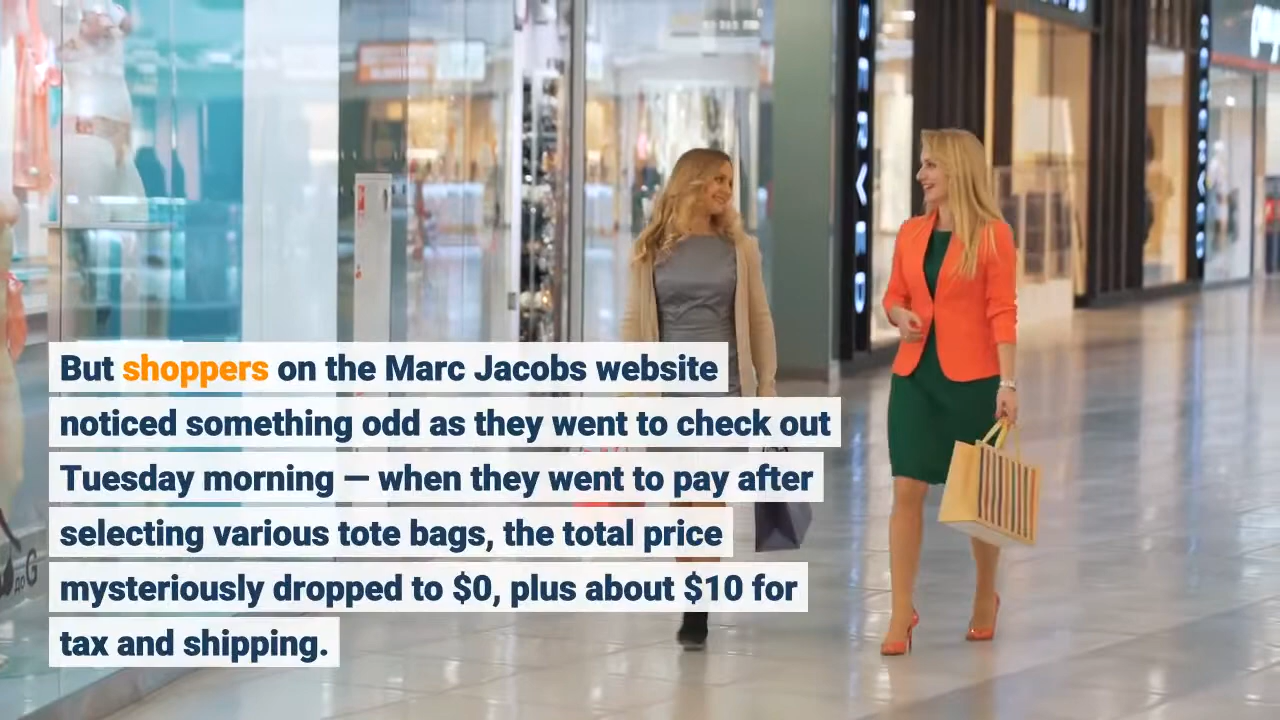 But shoppers on the Marc Jacobs website
noticed something odd as they went to check out
Tuesday morning — when they went to pay after
selecting various tote bags, the total price
mysteriously dropped to $0, plus about $10 for
tax and shipping.